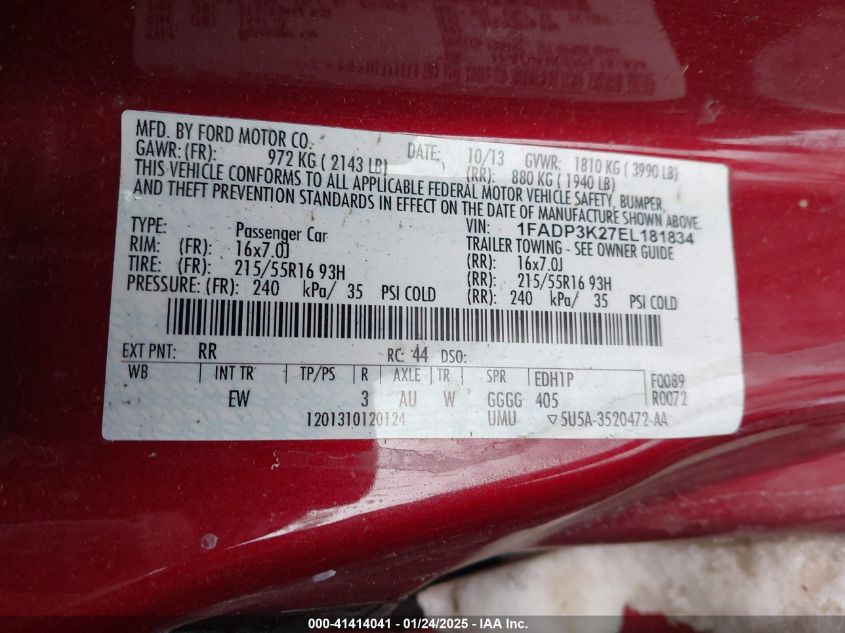 MFD. BY FORD MOTOR CO. DATE: 10/13 GVWR: 1810 KG ( 3990 LB)
GAWR: (FR): 972 KG ( 2143 LB) (RR): 880 KG ( 1940 LB)
THIS VEHICLE CONFORMS TO ALL APPLICABLE FEDERAL MOTOR VEHICLE SAFETY, BUMPER,
AND THEFT PREVENTION STANDARDS IN EFFECT ON THE DATE OF MANUFACTURE SHOWN ABOVE.
VIN: 1FADP3K27EL181834
TYPE: Passenger Car TRAILER TOWING - SEE OWNER GUIDE
RIM: (FR): 16x7.0J (RR): 16x7.0J
TIRE: (FR): 215/55R16 93H (RR): 215/55R16 93H
PRESSURE: (FR): 240 kPa/ 35 PSI COLD (RR): 240 kPa/ 35 PSI COLD
EXT PNT: RR RC: 44 DSO:
WB INT TR TP/PS R AXLE TR SPR EDH1P F0089
EW 3 AU W GGGG 405 R0072
1201310120124 UMU ▽5U5A-3520472-AA
000-41414041 - 01/24/2025 - IAA, Inc.